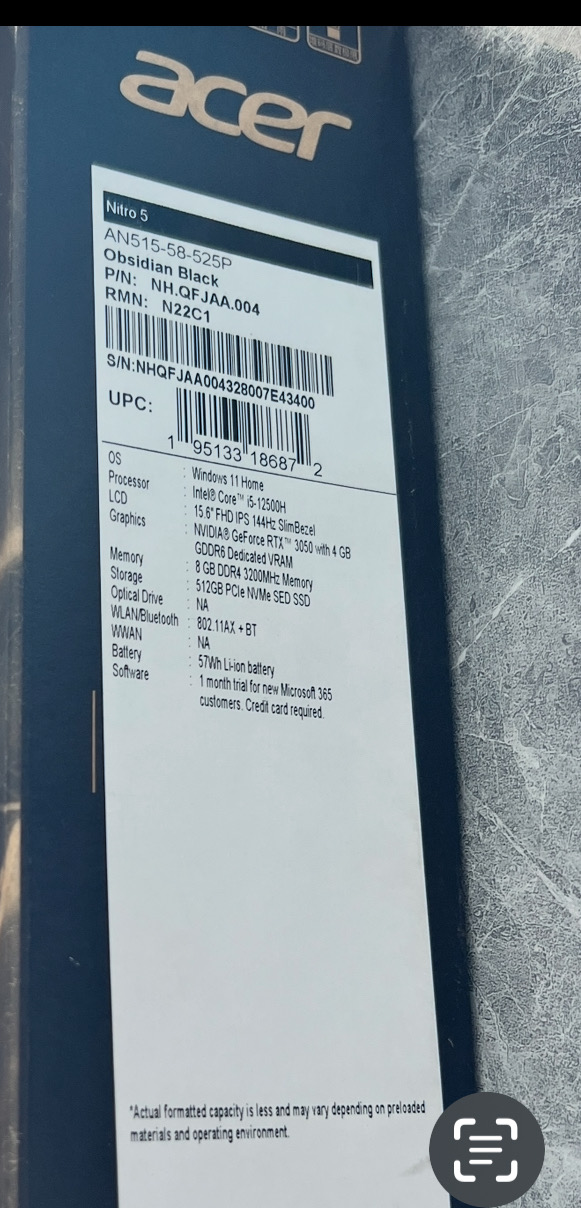 acer
Nitro 5
AN515-58-525P
Obsidian Black
P/N: NH.QFJAA.004
RMN: N22C1
S/N:NHQFJAA004328007E43400
UPC:
1 95133 18687 2
OS : Windows 11 Home
Processor : Intel® Core™ i5-12500H
LCD : 15.6" FHD IPS 144Hz SlimBezel
Graphics : NVIDIA® GeForce RTX™ 3050 with 4 GB
GDDR6 Dedicated VRAM
Memory : 8 GB DDR4 3200MHz Memory
Storage : 512GB PCIe NVMe SED SSD
Optical Drive : NA
WLAN/Bluetooth : 802.11AX + BT
WWAN : NA
Battery : 57Wh Li-ion battery
Software : 1 month trial for new Microsoft 365
customers. Credit card required.
*Actual formatted capacity is less and may vary depending on preloaded
materials and operating environment.